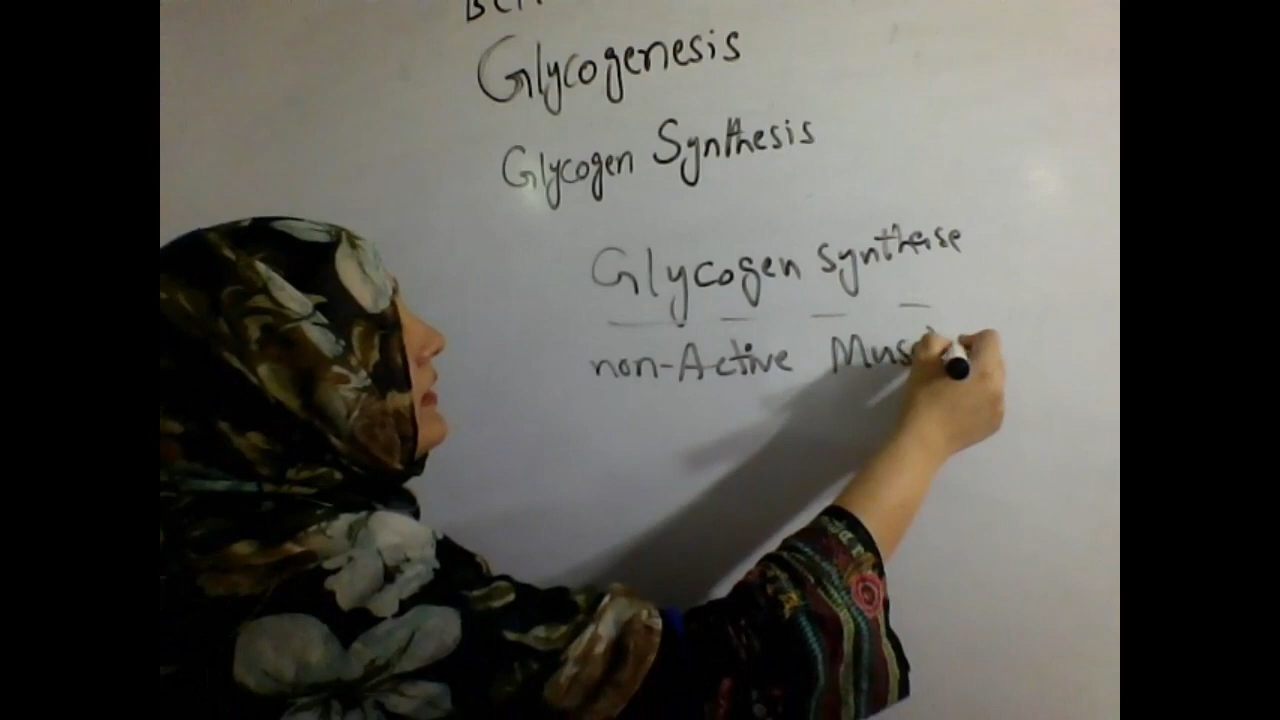 Glycogenesis
Glycogen Synthesis
Glycogen synthase
non-Active